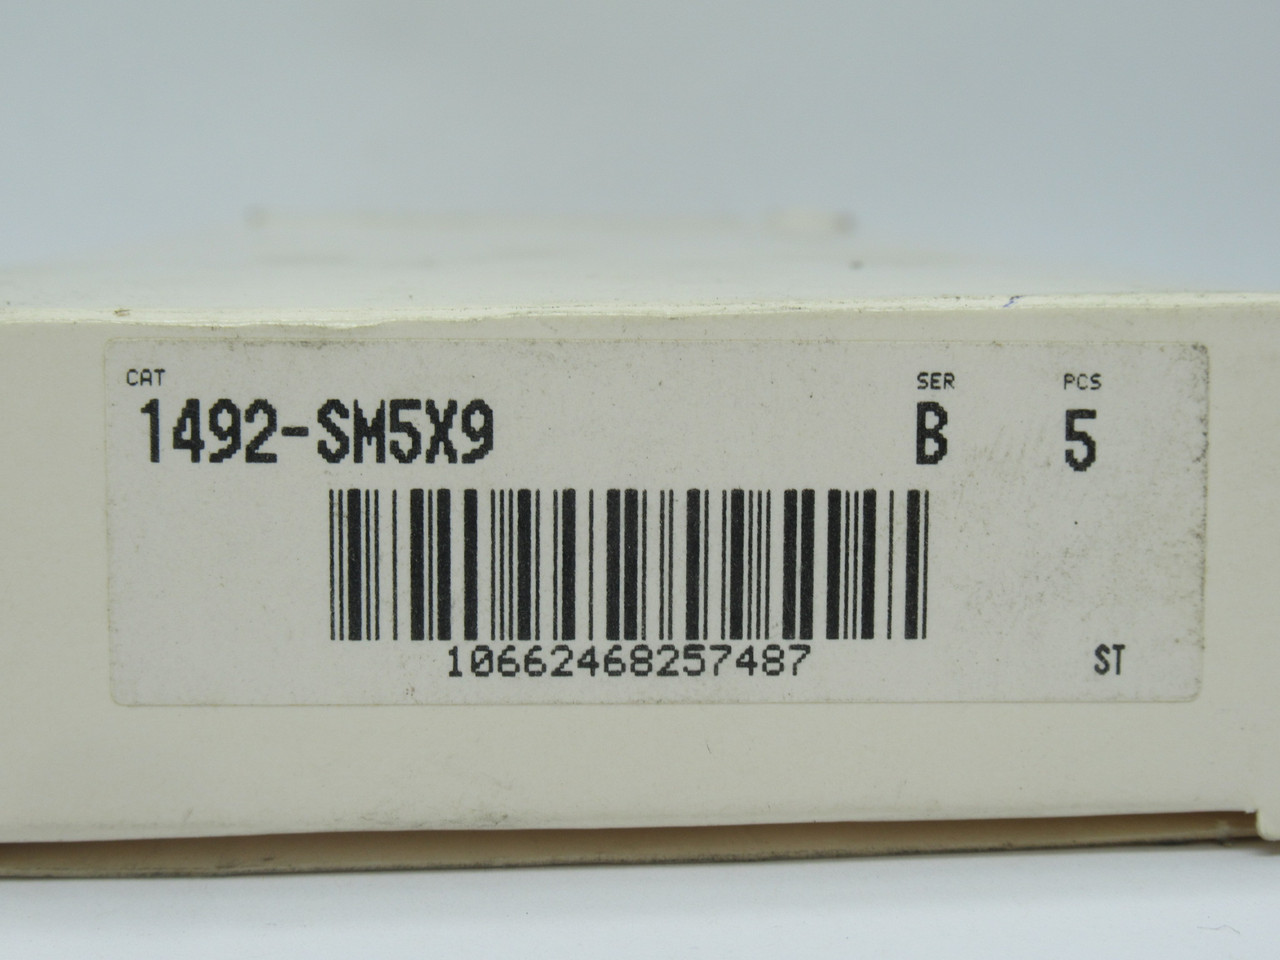 CAT SER PCS
1492-SM5X9 B 5
10662468257487 ST